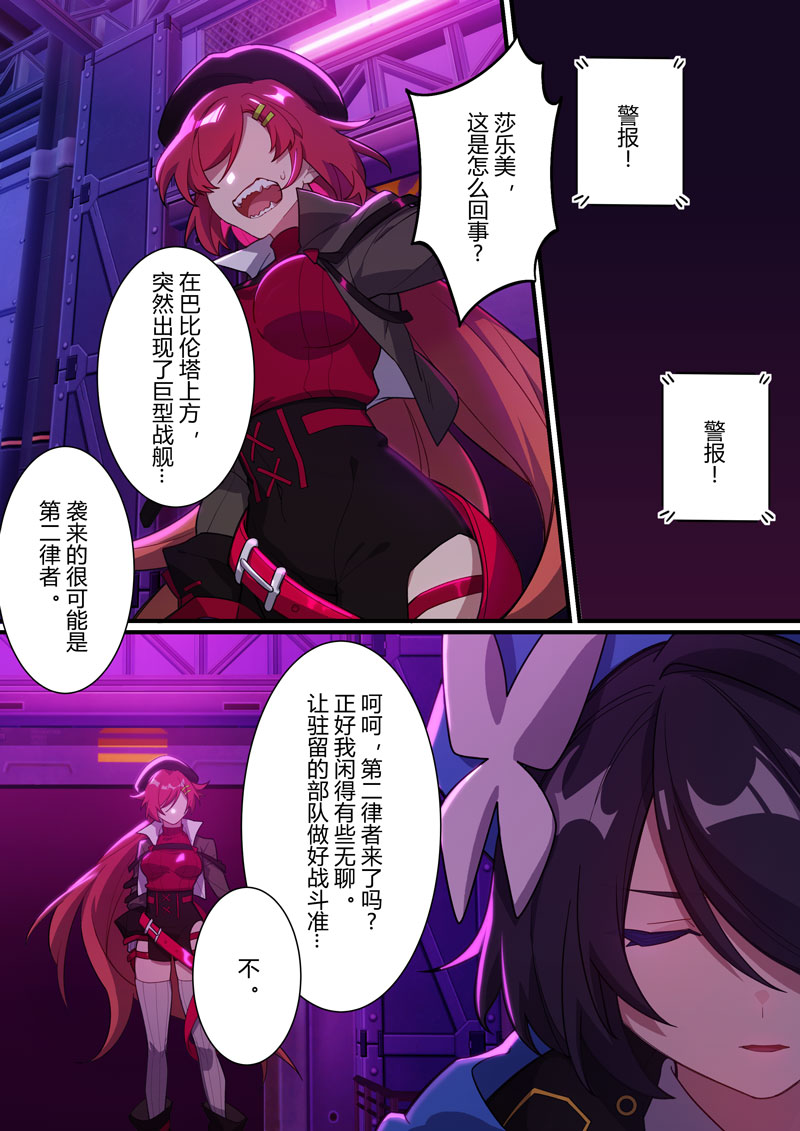 警报！
警报！
莎乐美，
这是怎么回事？
在巴比伦塔上方，
突然出现了巨型战舰…
袭来的很可能是
第二律者。
呵呵，第二律者来了吗？
正好我闲得有些无聊。
让驻留的部队做好战斗准…
不。